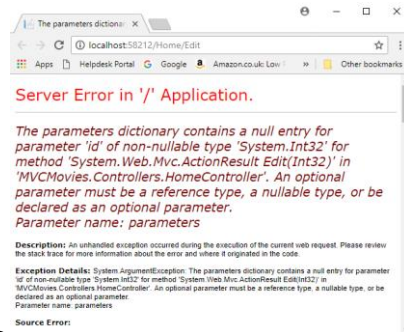 The parameters dictionar
localhost:58212/Home/Edit
Apps Helpdesk Portal Google Amazon.co.uk: Low Other bookmarks
Server Error in '/' Application.
The parameters dictionary contains a null entry for
parameter 'id' of non-nullable type 'System.Int32' for
method 'System.Web.Mvc.ActionResult Edit(Int32)' in
'MVCMovies.Controllers.HomeController'. An optional
parameter must be a reference type, a nullable type, or be
declared as an optional parameter.
Parameter name: parameters
Description: An unhandled exception occurred during the execution of the current web request. Please review
the stack trace for more information about the error and where it originated in the code.
Exception Details: System.ArgumentException: The parameters dictionary contains a null entry for parameter
'id' of non-nullable type 'System.Int32' for method 'System.Web.Mvc.ActionResult Edit(Int32)' in
'MVCMovies.Controllers.HomeController'. An optional parameter must be a reference type, a nullable type, or be
declared as an optional parameter.
Parameter name: parameters
Source Error: